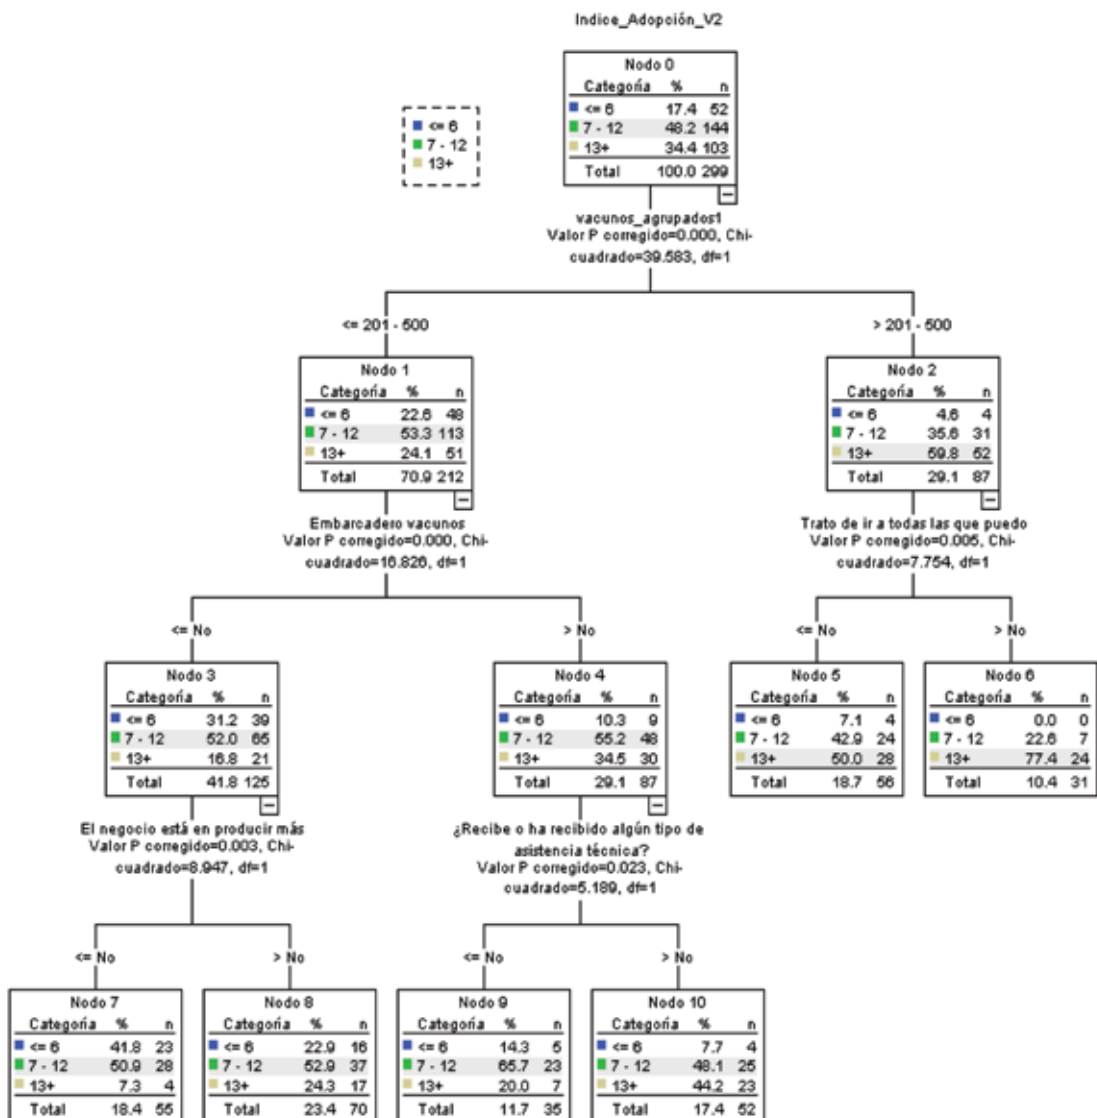 Indice_Adopción_V2
Nodo 0
Categoría % n
<= 6 17.4 52
7 - 12 48.2 144
13+ 34.4 103
Total 100.0 299
<= 6
7 - 12
13+
vacunos_agrupados1
Valor P corregido=0.000, Chi-
cuadrado=39.583, df=1
<= 201 - 500
> 201 - 500
Nodo 1
Categoría % n
<= 6 22.6 48
7 - 12 53.3 113
13+ 24.1 51
Total 70.9 212
Nodo 2
Categoría % n
<= 6 4.6 4
7 - 12 35.6 31
13+ 59.8 52
Total 29.1 87
Embarcadero vacunos
Valor P corregido=0.000, Chi-
cuadrado=16.826, df=1
Trato de ir a todas las que puedo
Valor P corregido=0.005, Chi-
cuadrado=7.754, df=1
<= No
> No
<= No
> No
Nodo 3
Categoría % n
<= 6 31.2 39
7 - 12 52.0 65
13+ 16.8 21
Total 41.8 125
Nodo 4
Categoría % n
<= 6 10.3 9
7 - 12 55.2 48
13+ 34.5 30
Total 29.1 87
Nodo 5
Categoría % n
<= 6 7.1 4
7 - 12 42.9 24
13+ 50.0 28
Total 18.7 56
Nodo 6
Categoría % n
<= 6 0.0 0
7 - 12 22.6 7
13+ 77.4 24
Total 10.4 31
El negocio está en producir más
Valor P corregido=0.003, Chi-
cuadrado=8.947, df=1
¿Recibe o ha recibido algún tipo de
asistencia técnica?
Valor P corregido=0.023, Chi-
cuadrado=5.189, df=1
<= No
> No
<= No
> No
Nodo 7
Categoría % n
<= 6 41.8 23
7 - 12 50.9 28
13+ 7.3 4
Total 18.4 55
Nodo 8
Categoría % n
<= 6 22.9 16
7 - 12 52.9 37
13+ 24.3 17
Total 23.4 70
Nodo 9
Categoría % n
<= 6 14.3 5
7 - 12 65.7 23
13+ 20.0 7
Total 11.7 35
Nodo 10
Categoría % n
<= 6 7.7 4
7 - 12 48.1 25
13+ 44.2 23
Total 17.4 52